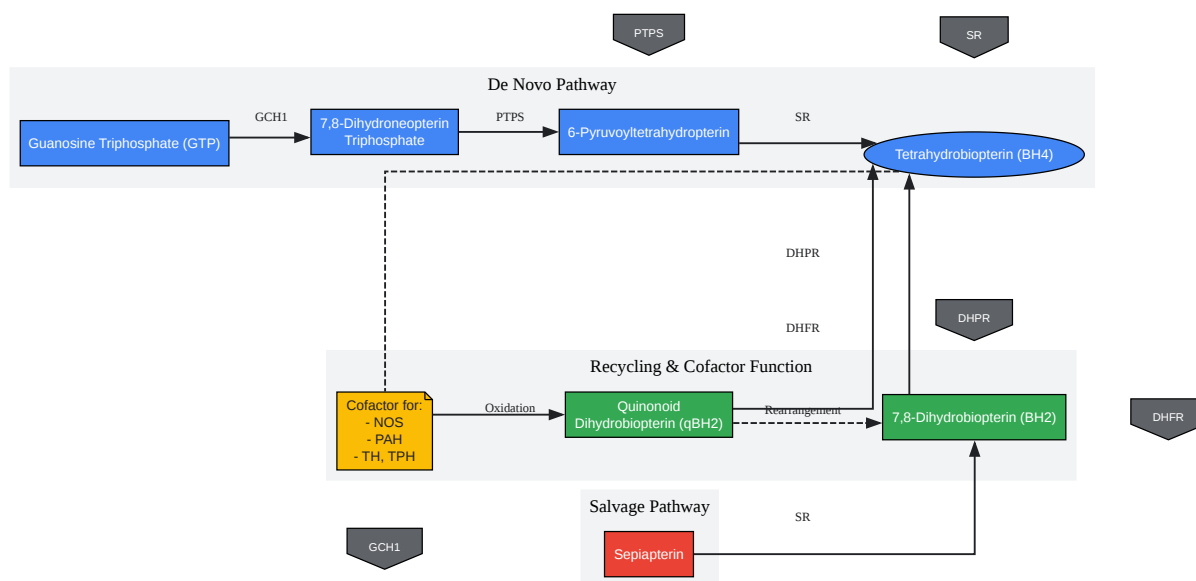 PTPS
SR
De Novo Pathway
GCH1
PTPS
SR
Guanosine Triphosphate (GTP)
7,8-Dihydroneopterin
Triphosphate
6-Pyruvoyltetrahydropterin
Tetrahydrobiopterin (BH4)
DHPR
DHFR
DHPR
Recycling & Cofactor Function
Cofactor for:
- NOS
- PAH
- TH, TPH
Oxidation
Quinonoid
Dihydrobiopterin (qBH2)
Rearrangement
7,8-Dihydrobiopterin (BH2)
DHFR
Salvage Pathway
SR
GCH1
Sepiapterin